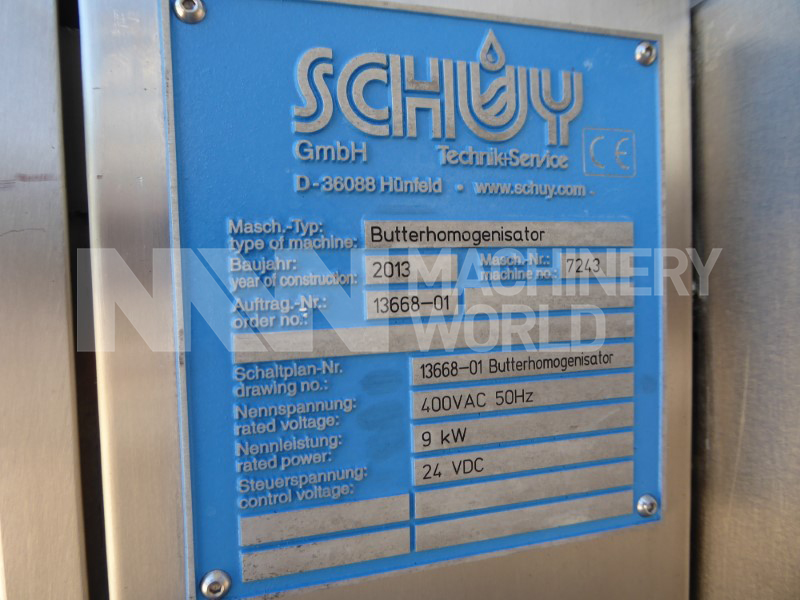 SCHUY
GmbH Technik+Service CE
D-36088 Hünfeld • www.schuy.com
Masch.-Typ:
type of machine: Butterhomogenisator
Baujahr:
year of construction: 2013 Masch.-Nr.:
machine no.: 7243
Auftrag.-Nr.:
order no.: 13668-01
MW MACHINERY
WORLD
Schaltplan-Nr.
drawing no.: 13668-01 Butterhomogenisator
Nennspannung:
rated voltage: 400VAC 50Hz
Nennleistung:
rated power: 9 kW
Steuerspannung:
control voltage: 24 VDC